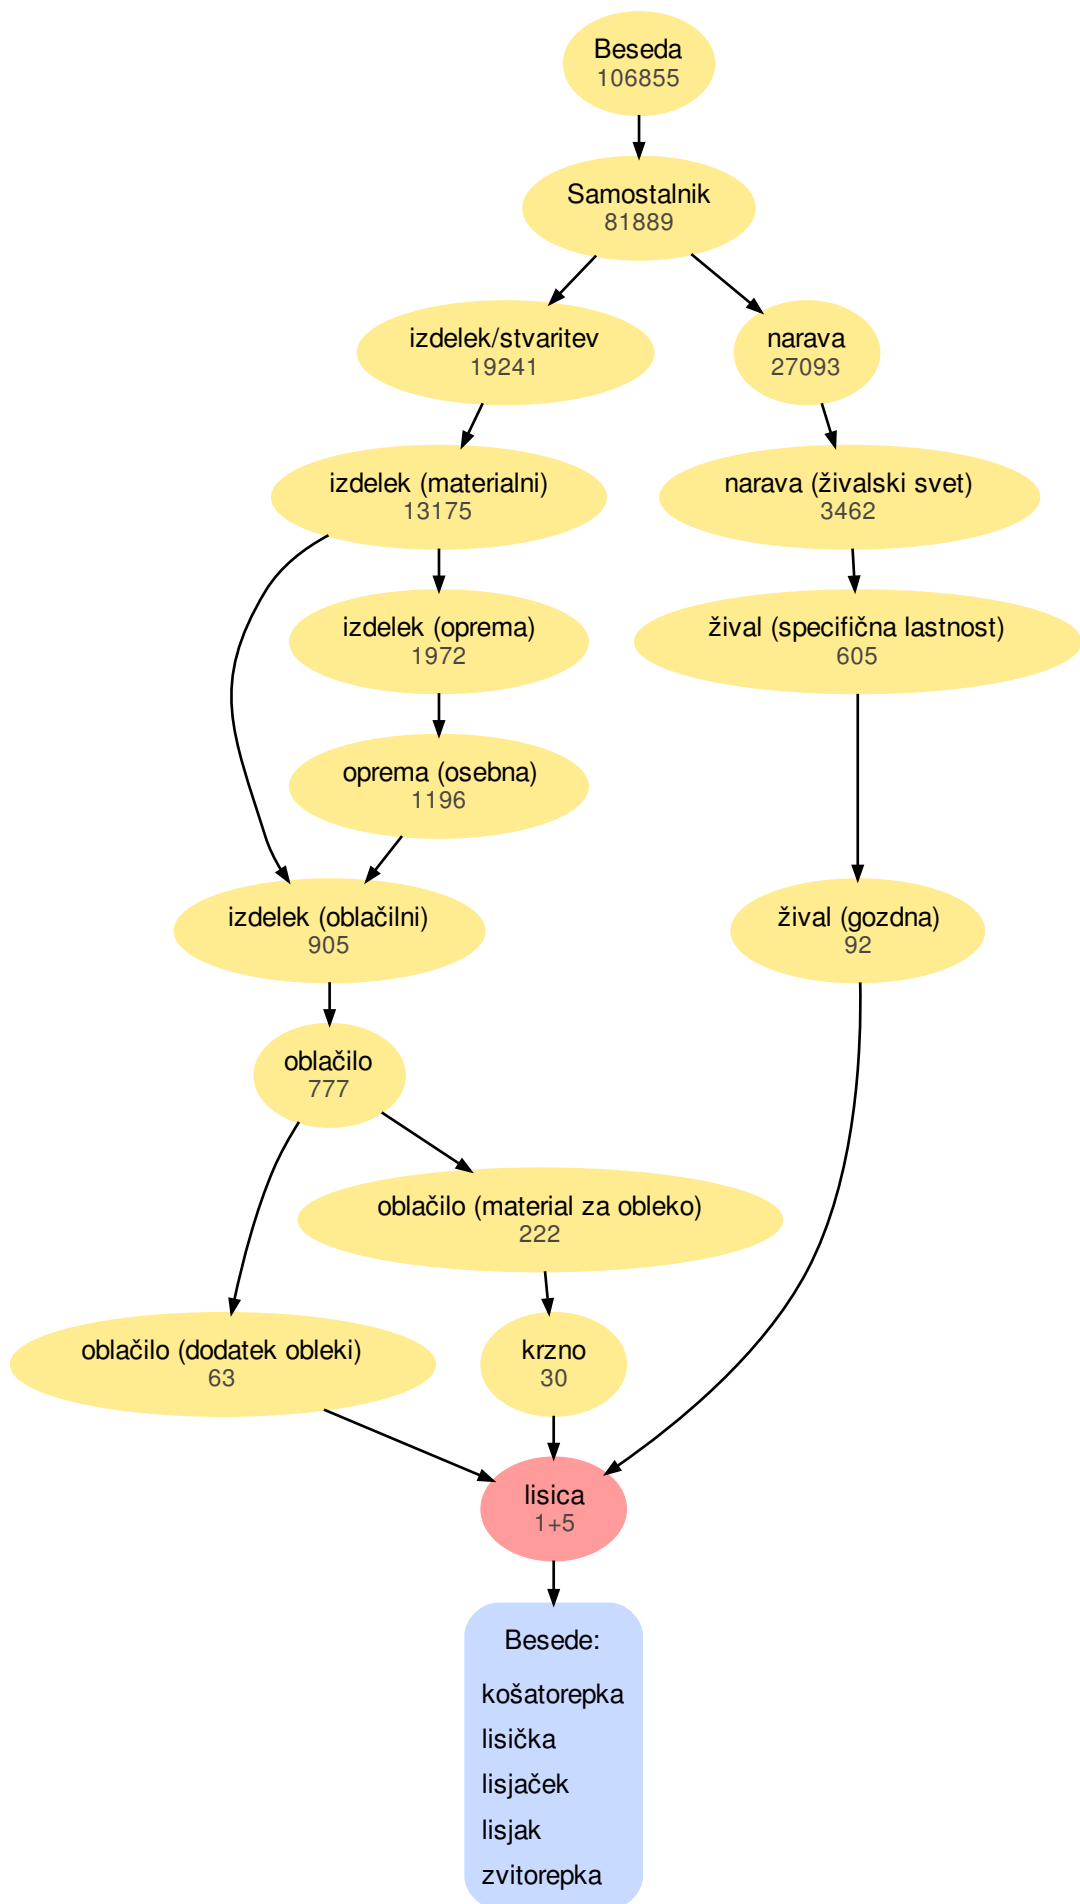 Beseda
106855
Samostalnik
81889
izdelek/stvaritev
19241
narava
27093
izdelek (materialni)
13175
narava (živalski svet)
3462
izdelek (oprema)
1972
žival (specifična lastnost)
605
oprema (osebna)
1196
izdelek (oblačilni)
905
žival (gozdna)
92
oblačilo
777
oblačilo (material za obleko)
222
oblačilo (dodatek obleki)
63
krzno
30
lisica
1+5
Besede:
košatorepka
lisička
lisjaček
lisjak
zvitorepka